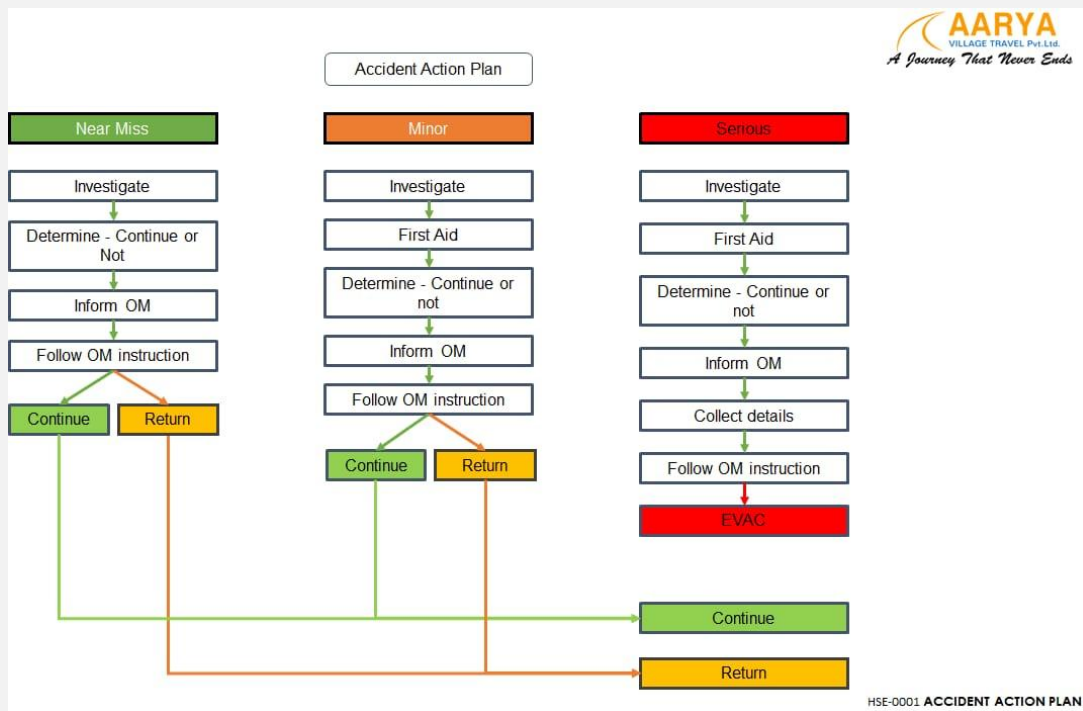 AARYA
VILLAGE TRAVEL Pvt.Ltd.
A Journey That Never Ends
Accident Action Plan
Near Miss
Investigate
Determine - Continue or
Not
Inform OM
Follow OM instruction
Continue
Return
Minor
Investigate
First Aid
Determine - Continue or
not
Inform OM
Follow OM instruction
Continue
Return
Serious
Investigate
First Aid
Determine - Continue or
not
Inform OM
Collect details
Follow OM instruction
EVAC
Continue
Return
HSE-0001 ACCIDENT ACTION PLAN